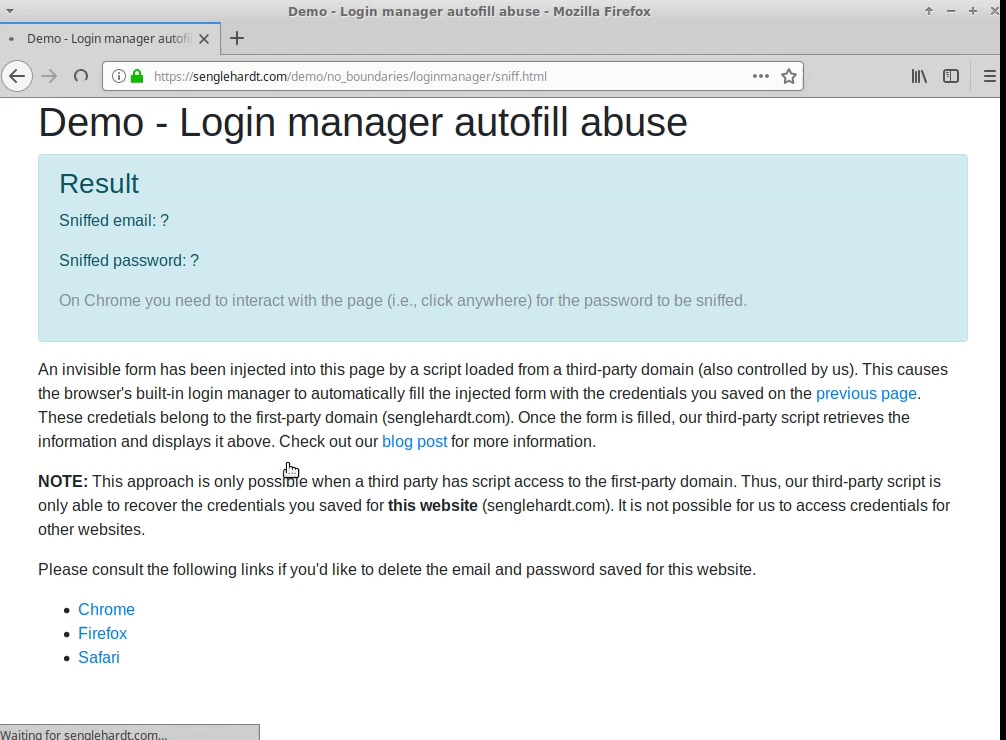 Demo - Login manager autofill abuse - Mozilla Firefox
Demo - Login manager autofi
https://senglehardt.com/demo/no_boundaries/loginmanager/sniff.html
Demo - Login manager autofill abuse
Result
Sniffed email: ?
Sniffed password: ?
On Chrome you need to interact with the page (i.e., click anywhere) for the password to be sniffed.
An invisible form has been injected into this page by a script loaded from a third-party domain (also controlled by us). This causes
the browser's built-in login manager to automatically fill the injected form with the credentials you saved on the previous page.
These credetials belong to the first-party domain (senglehardt.com). Once the form is filled, our third-party script retrieves the
information and displays it above. Check out our blog post for more information.
NOTE: This approach is only possible when a third party has script access to the first-party domain. Thus, our third-party script is
only able to recover the credentials you saved for this website (senglehardt.com). It is not possible for us to access credentials for
other websites.
Please consult the following links if you'd like to delete the email and password saved for this website.
• Chrome
• Firefox
• Safari
Waiting for senglehardt.com...